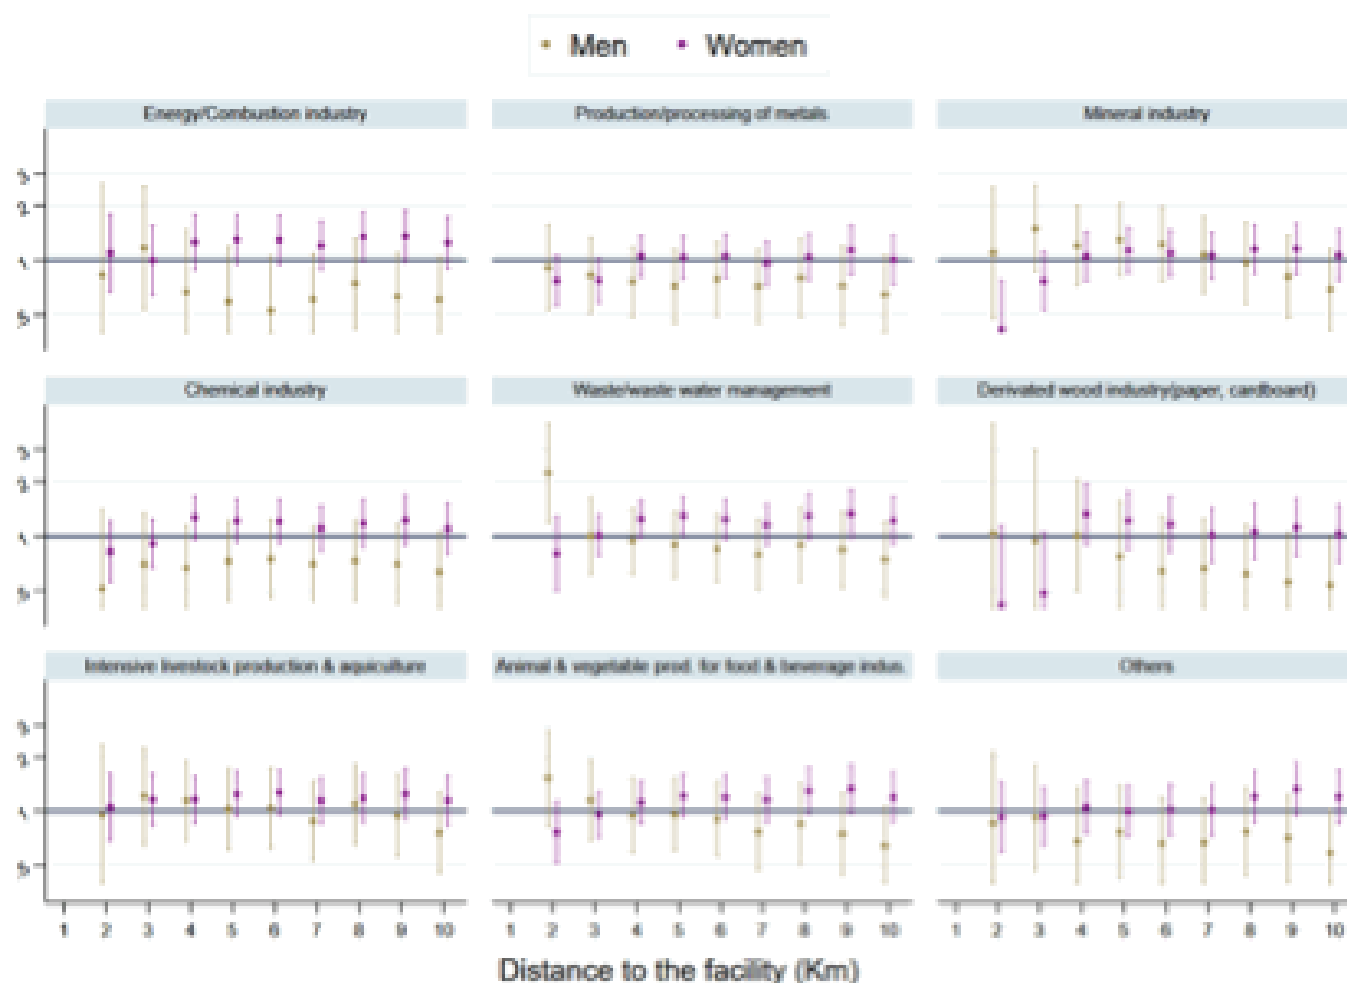 Men Women
Energy/Combustion industry Production/processing of metals Mineral industry
Chemical industry Waste/waste water management Derivated wood industry(paper, cardboard)
Intensive livestock production & aquiculture Animal & vegetable prod. for food & beverage indus. Others
1 2 3 4 5 6 7 8 9 10 1 2 3 4 5 6 7 8 9 10 1 2 3 4 5 6 7 8 9 10
Distance to the facility (Km)